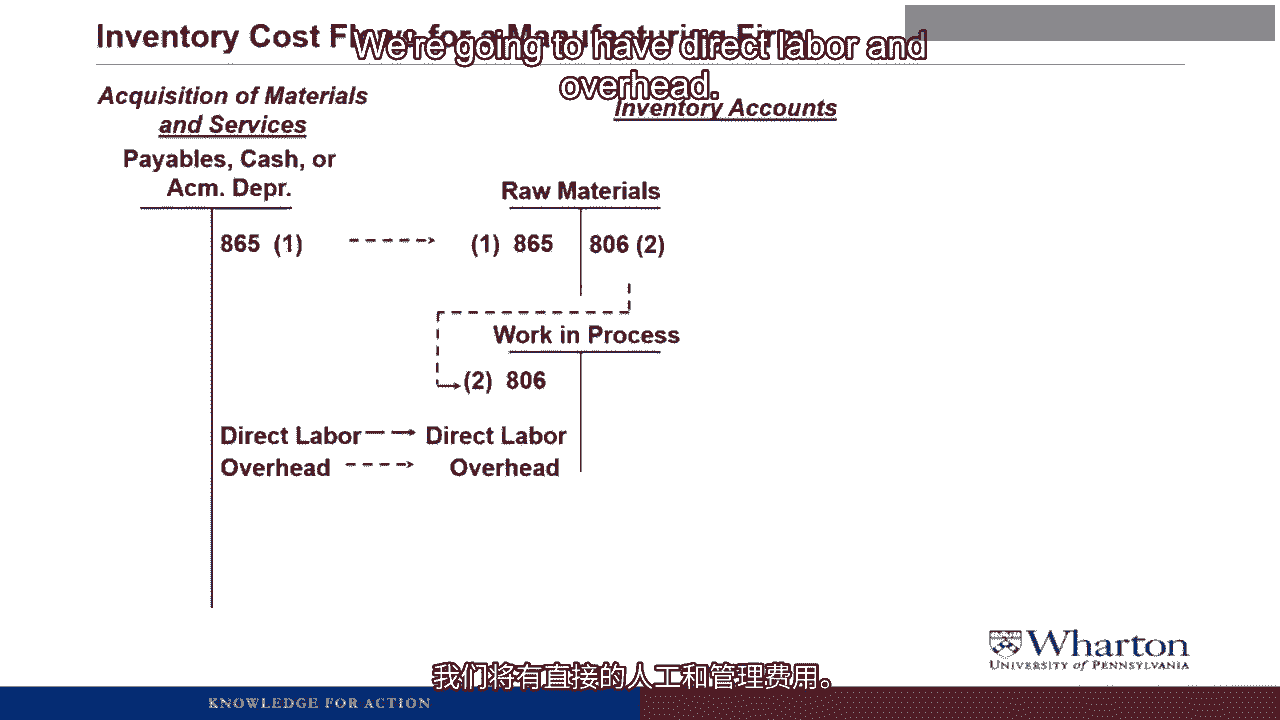 Inventory Cost Flows for a Manufacturing Firm
We're going to have direct labor and
overhead.
Acquisition of Materials
and Services
Inventory Accounts
Payables, Cash, or
Acm. Depr.
Raw Materials
865 (1)
(1) 865
806 (2)
Work in Process
(2) 806
Direct Labor
Direct Labor
Overhead
Overhead
Wharton
UNIVERSITY of PENNSYLVANIA
我们将有直接的人工和管理费用。
KNOWLEDGE FOR ACTION